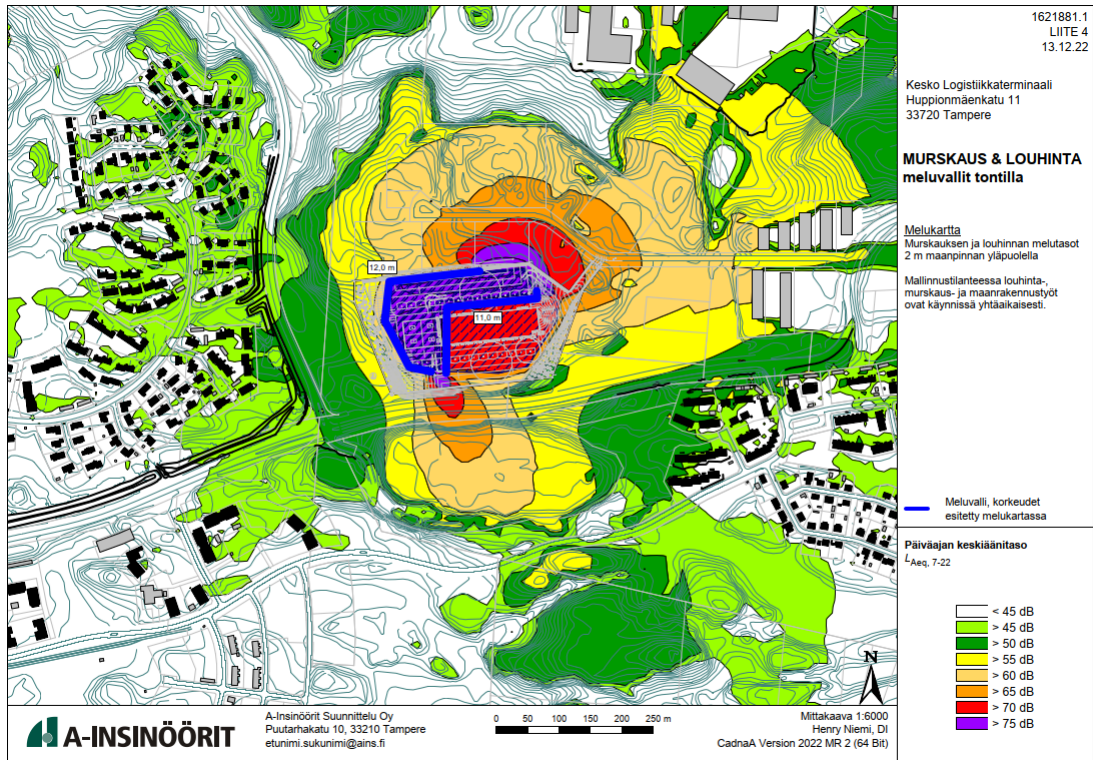 1621881.1
LIITE 4
13.12.22
Kesko Logistiikkaterminaali
Huppionmäenkatu 11
33720 Tampere
MURSKAUS & LOUHINTA
meluvallit tontilla
Melukartta
Murskauksen ja louhinnan melutasot
2 m maanpinnan yläpuolella
Mallinnustilanteessa louhinta-,
murskaus- ja maanrakennustyöt
ovat käynnissä yhtäaikaisesti.
12,0 m
11,0 m
Meluvalli, korkeudet
esitetty melukartassa
Päiväajan keskiäänitaso
LAeq, 7-22
< 45 dB
> 45 dB
> 50 dB
> 55 dB
> 60 dB
> 65 dB
> 70 dB
> 75 dB
N
A-INSINÖÖRIT
A-Insinöörit Suunnittelu Oy
Puutarhakatu 10, 33210 Tampere
etunimi.sukunimi@ains.fi
0 50 100 150 200 250 m
Mittakaava 1:6000
Henry Niemi, DI
CadnaA Version 2022 MR 2 (64 Bit)